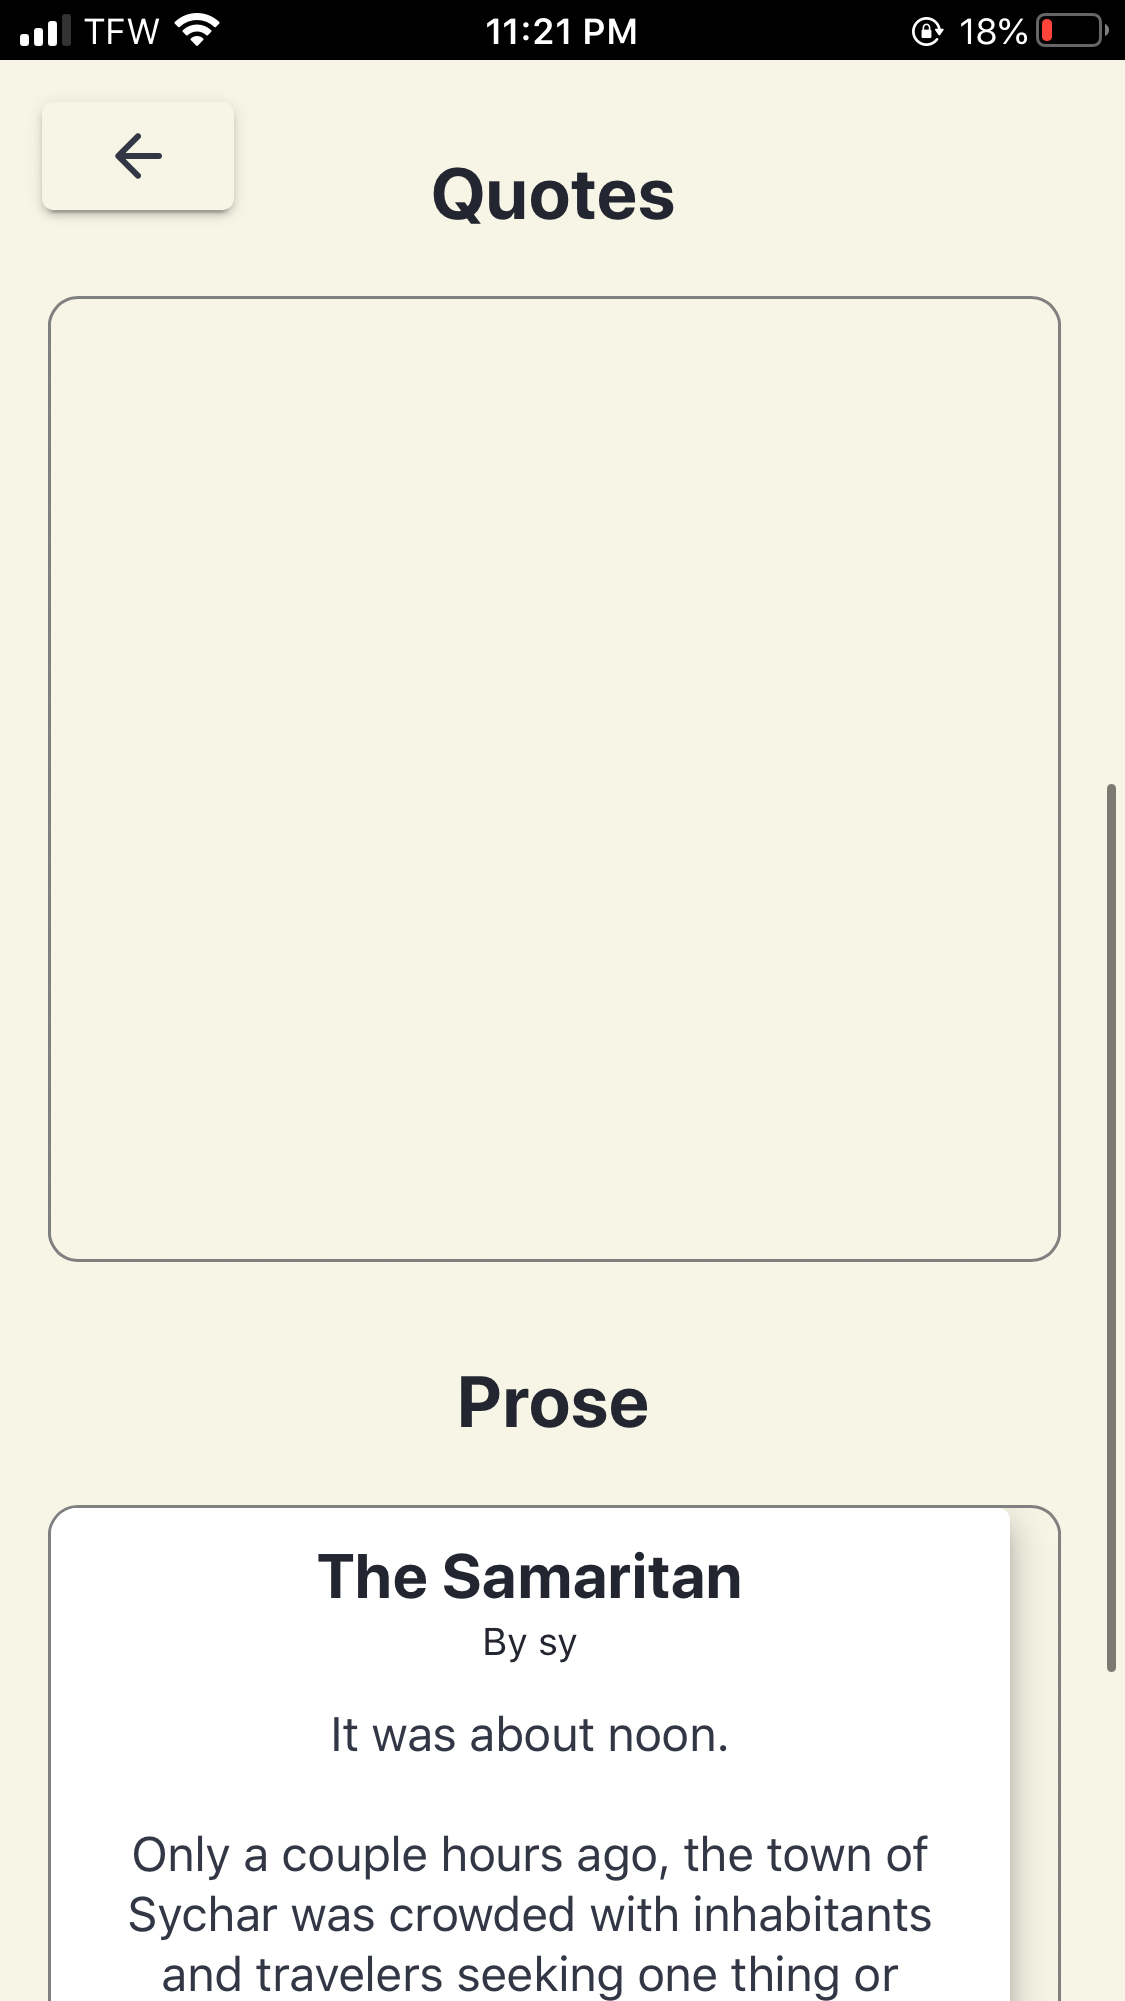 TFW 11:21 PM 18%
Quotes
Prose
The Samaritan
By sy
It was about noon.
Only a couple hours ago, the town of
Sychar was crowded with inhabitants
and travelers seeking one thing or